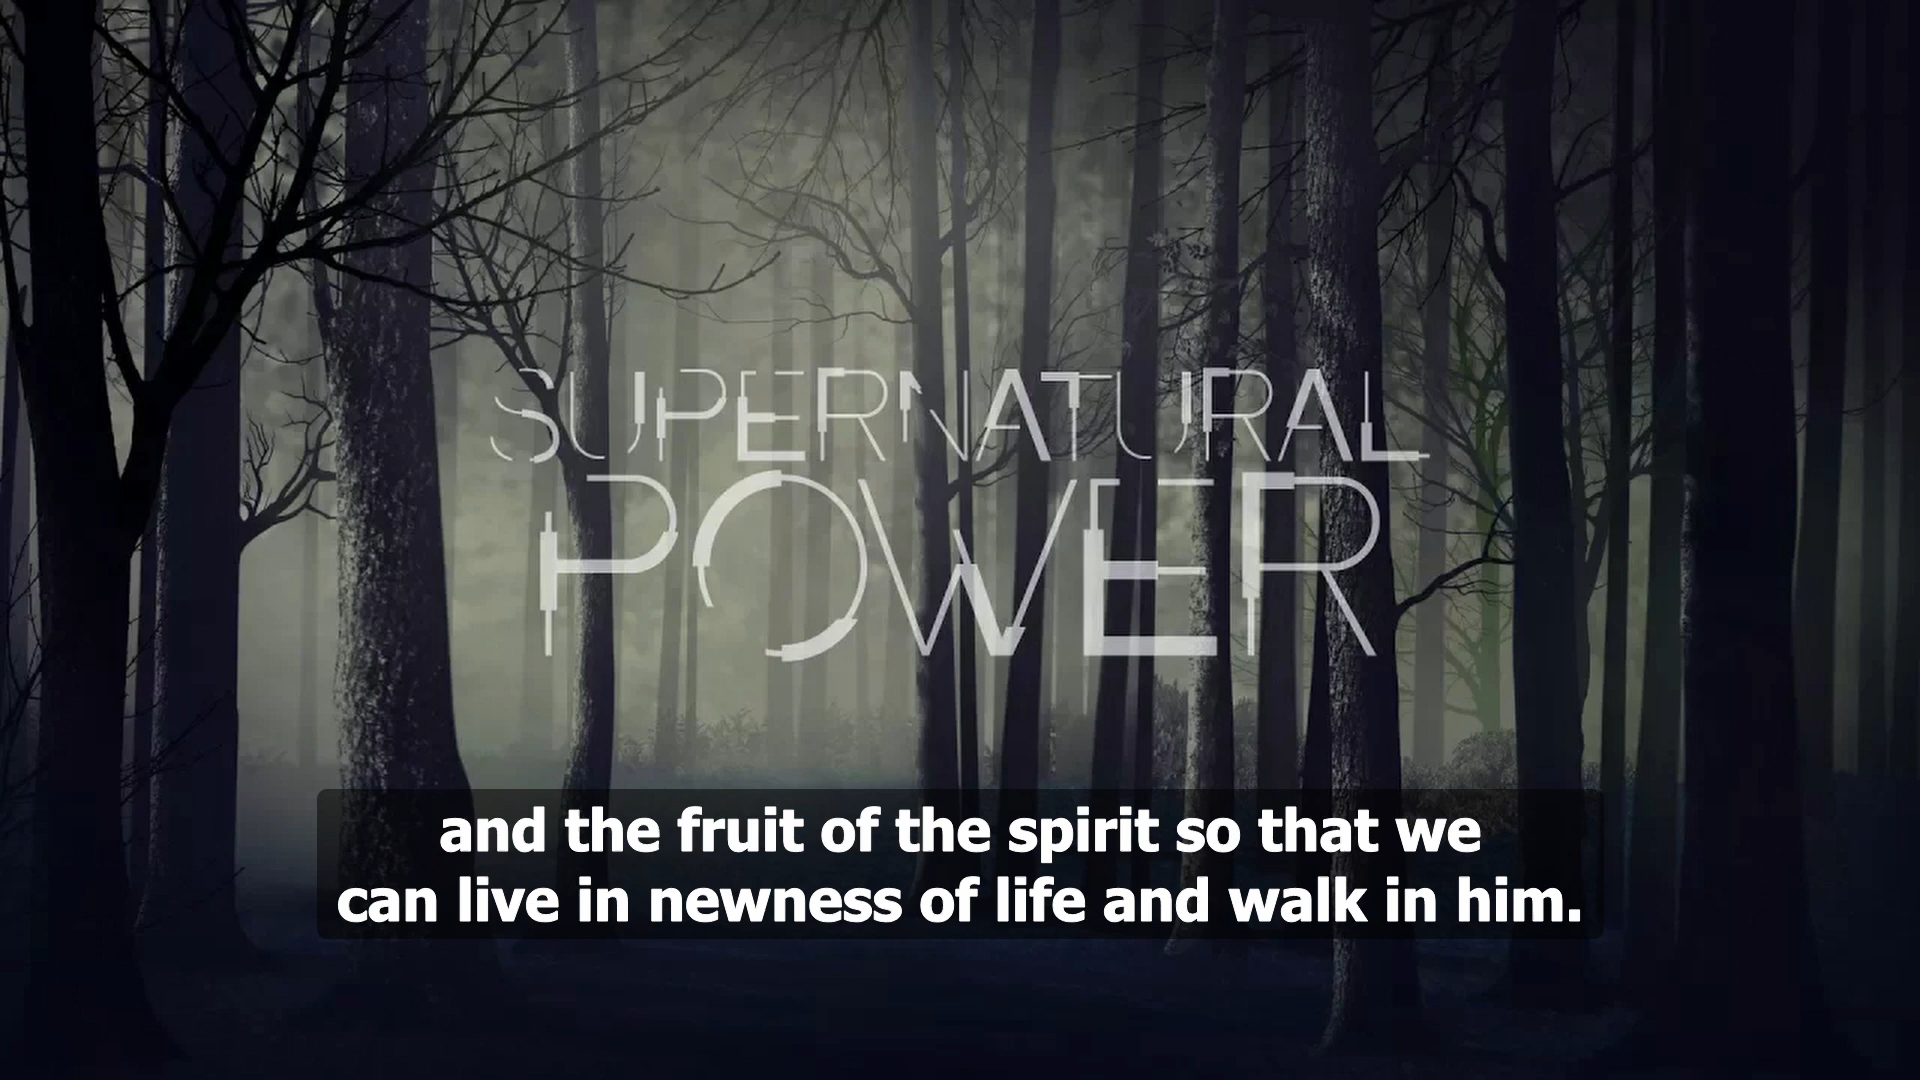 SUPERNATURAL
POWER
and the fruit of the spirit so that we
can live in newness of life and walk in him.